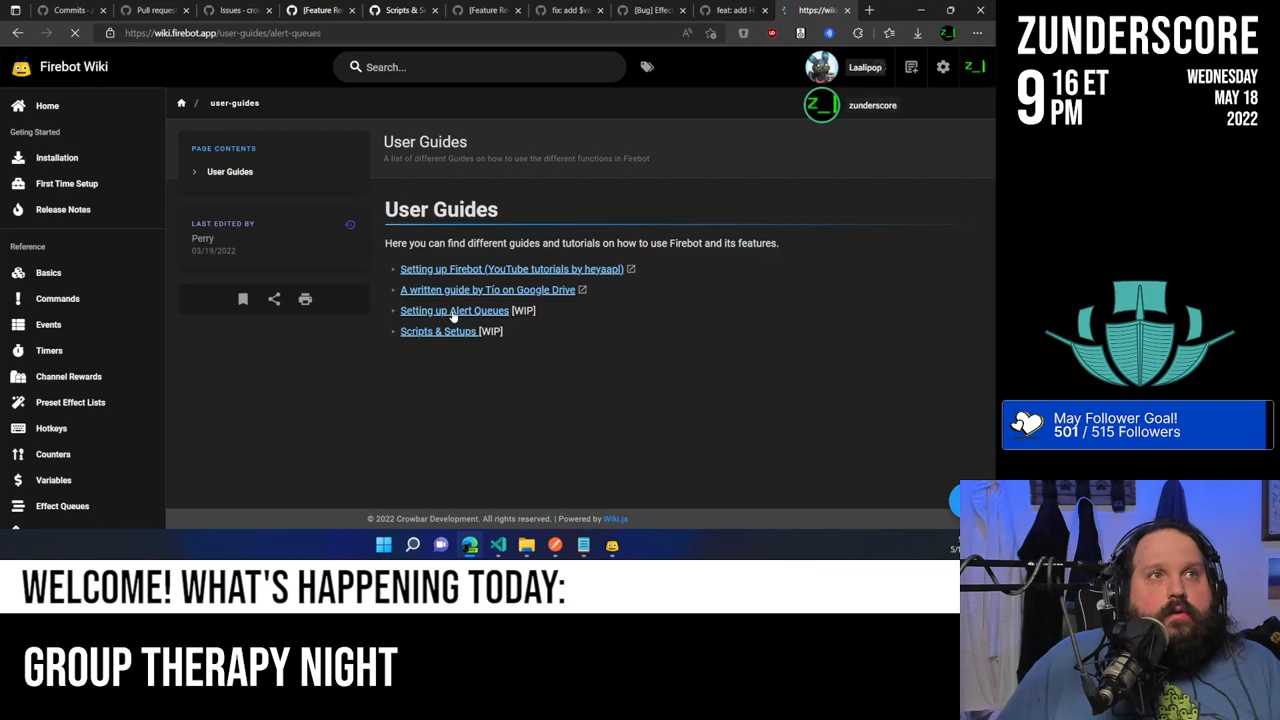 Commits - z
Pull reques
Issues - cro
[Feature Re
Scripts & S
[Feature Re
fix: add $va
[Bug] Effec
feat: add H
https://wiki
https://wiki.firebot.app/user-guides/alert-queues
Firebot Wiki
Search...
Laalipop
zunderscore
Home
Geting Started
Installation
First Time Setup
Release Notes
Reference
Basics
Commands
Events
Timers
Channel Rewards
Preset Effect Lists
Hotkeys
Counters
Variables
Effect Queues
/ user-guides
PAGE CONTENTS
User Guides
LAST EDITED BY
Perry
03/19/2022
User Guides
A list of different Guides on how to use the different functions in Firebot
User Guides
Here you can find different guides and tutorials on how to use Firebot and its features.
Setting up Firebot (YouTube tutorials by heyaapl)
A written guide by Tío on Google Drive
Setting up Alert Queues [WIP]
Scripts & Setups [WIP]
© 2022 Crowbar Development. All rights reserved. | Powered by Wiki.js
ZUNDERSCORE
9 16 ET PM
WEDNESDAY
MAY 18
2022
May Follower Goal!
501 / 515 Followers
WELCOME! WHAT'S HAPPENING TODAY:
GROUP THERAPY NIGHT